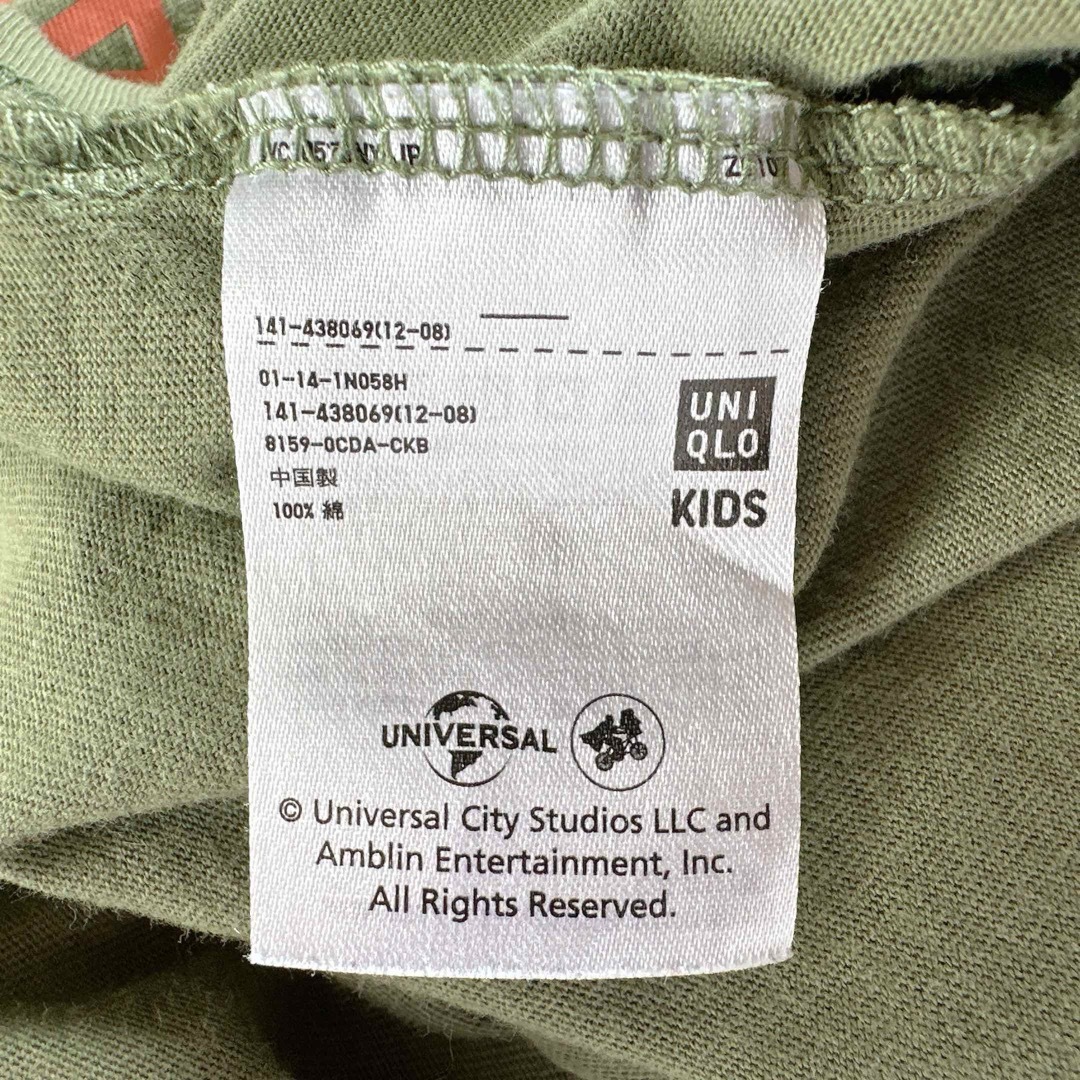 JP
141-438069(12-08)
01-14-1N058H
141-438069(12-08)
8159-0CDA-CKB
中国製
100% 綿
UNI
QLO
KIDS
UNIVERSAL
© Universal City Studios LLC and
Amblin Entertainment, Inc.
All Rights Reserved.